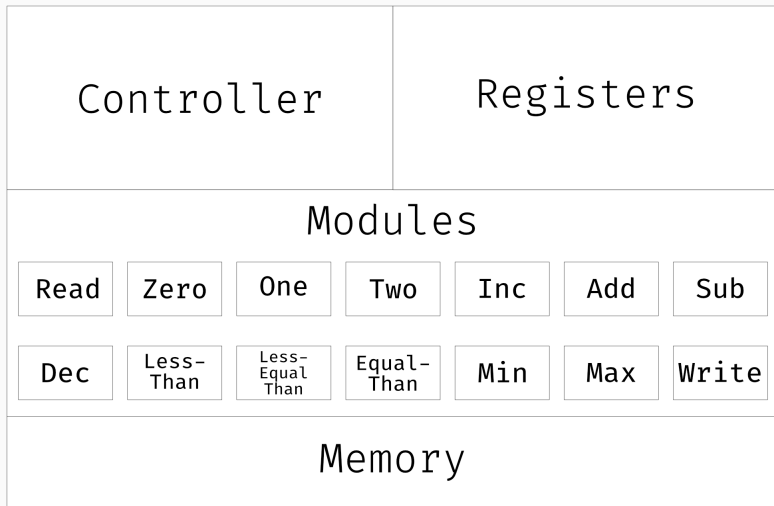 Controller
Registers
Modules
Read
Zero
One
Two
Inc
Add
Sub
Dec
Less-
Than
Less-
Equal
Than
Equal-
Than
Min
Max
Write
Memory